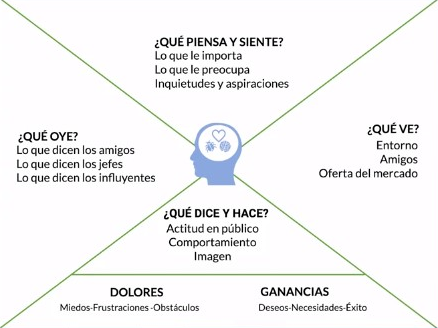 ¿QUÉ PIENSA Y SIENTE?
Lo que le importa
Lo que le preocupa
Inquietudes y aspiraciones
¿QUÉ OYE?
Lo que dicen los amigos
Lo que dicen los jefes
Lo que dicen los influyentes
¿QUÉ VE?
Entorno
Amigos
Oferta del mercado
¿QUÉ DICE Y HACE?
Actitud en público
Comportamiento
Imagen
DOLORES
Miedos-Frustraciones-Obstáculos
GANANCIAS
Deseos-Necesidades-Éxito